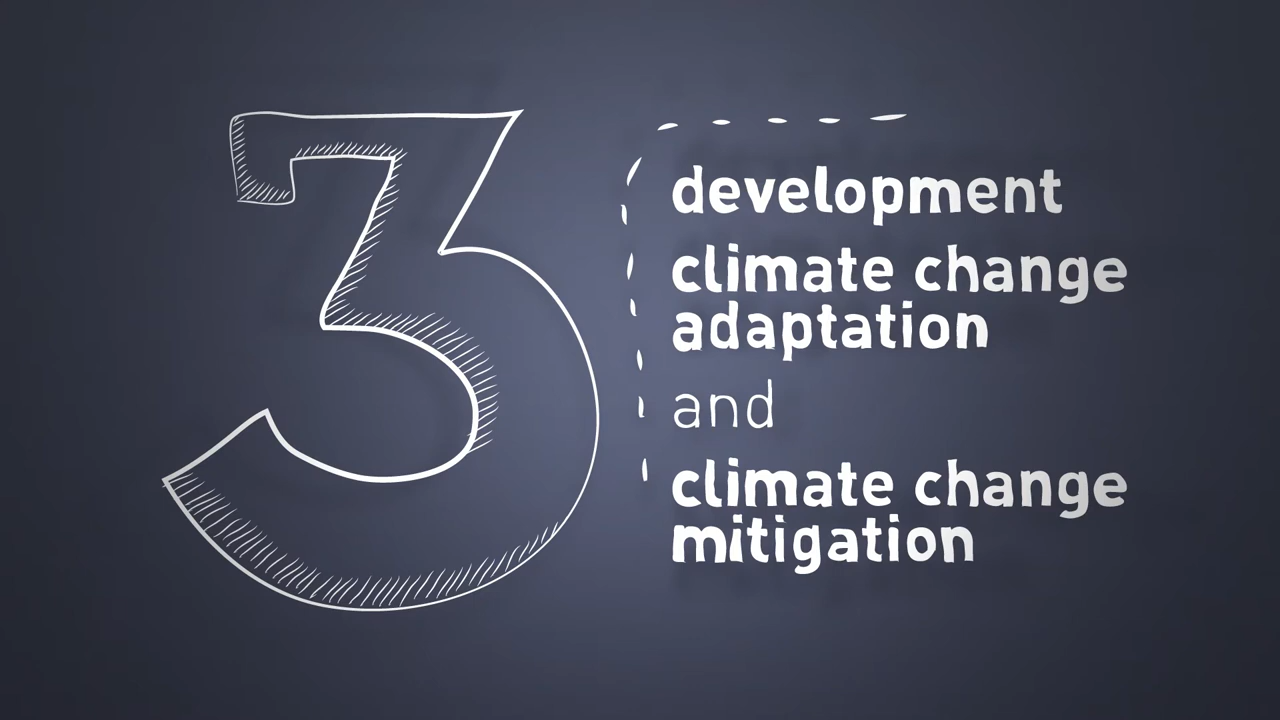 3
development
climate change
adaptation
and
climate change
mitigation